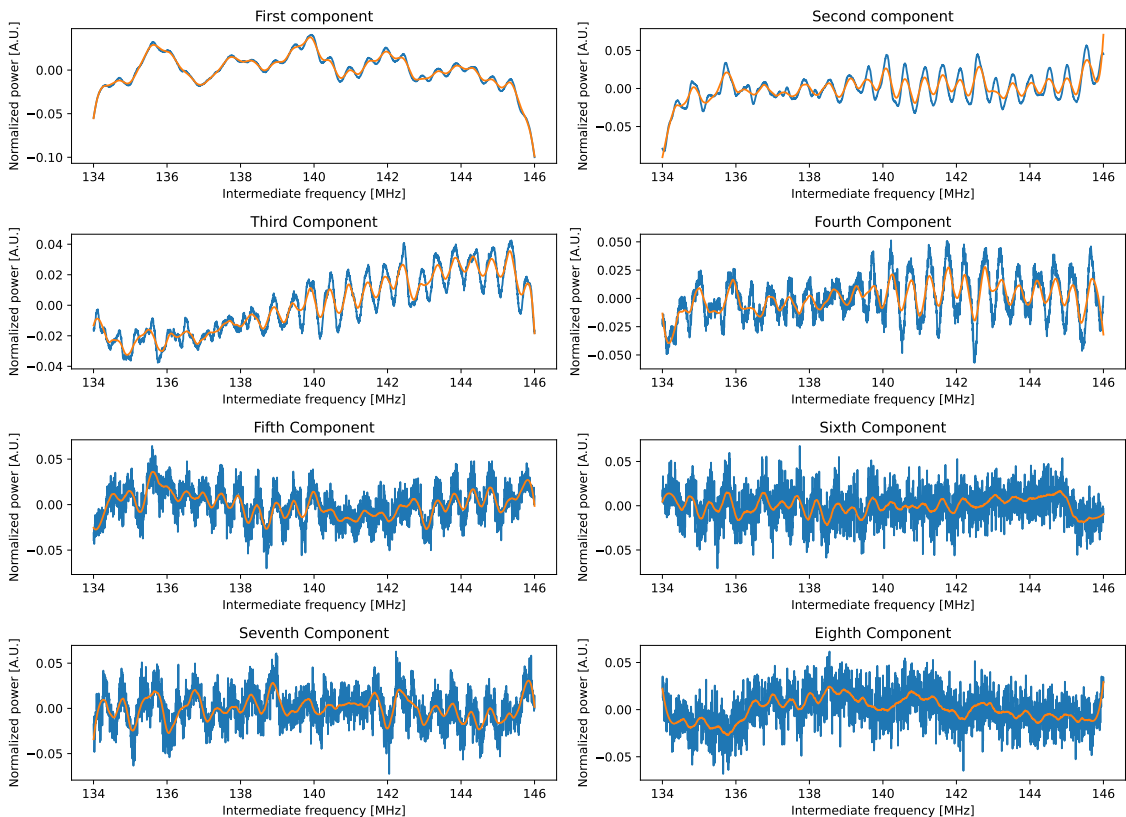 First component
Normalized power [A.U.]
0.00
−0.05
−0.10
134 136 138 140 142 144 146
Intermediate frequency [MHz]
Second component
Normalized power [A.U.]
0.05
0.00
−0.05
134 136 138 140 142 144 146
Intermediate frequency [MHz]
Third Component
Normalized power [A.U.]
0.04
0.02
0.00
−0.02
−0.04
134 136 138 140 142 144 146
Intermediate frequency [MHz]
Fourth Component
Normalized power [A.U.]
0.050
0.025
0.000
−0.025
−0.050
134 136 138 140 142 144 146
Intermediate frequency [MHz]
Fifth Component
Normalized power [A.U.]
0.05
0.00
−0.05
134 136 138 140 142 144 146
Intermediate frequency [MHz]
Sixth Component
Normalized power [A.U.]
0.05
0.00
−0.05
134 136 138 140 142 144 146
Intermediate frequency [MHz]
Seventh Component
Normalized power [A.U.]
0.05
0.00
−0.05
134 136 138 140 142 144 146
Intermediate frequency [MHz]
Eighth Component
Normalized power [A.U.]
0.05
0.00
−0.05
134 136 138 140 142 144 146
Intermediate frequency [MHz]